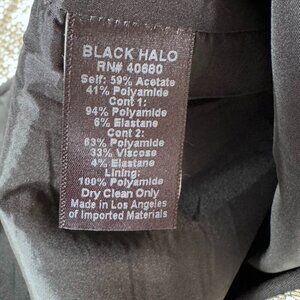 BLACK HALO
RN# 40680
Self: 59% Acetate
41% Polyamide
Cont 1:
94% Polyamide
6% Elastane
Cont 2:
63% Polyamide
33% Viscose
4% Elastane
Lining:
100% Polyamide
Dry Clean Only
Made in Los Angeles
of Imported Materials